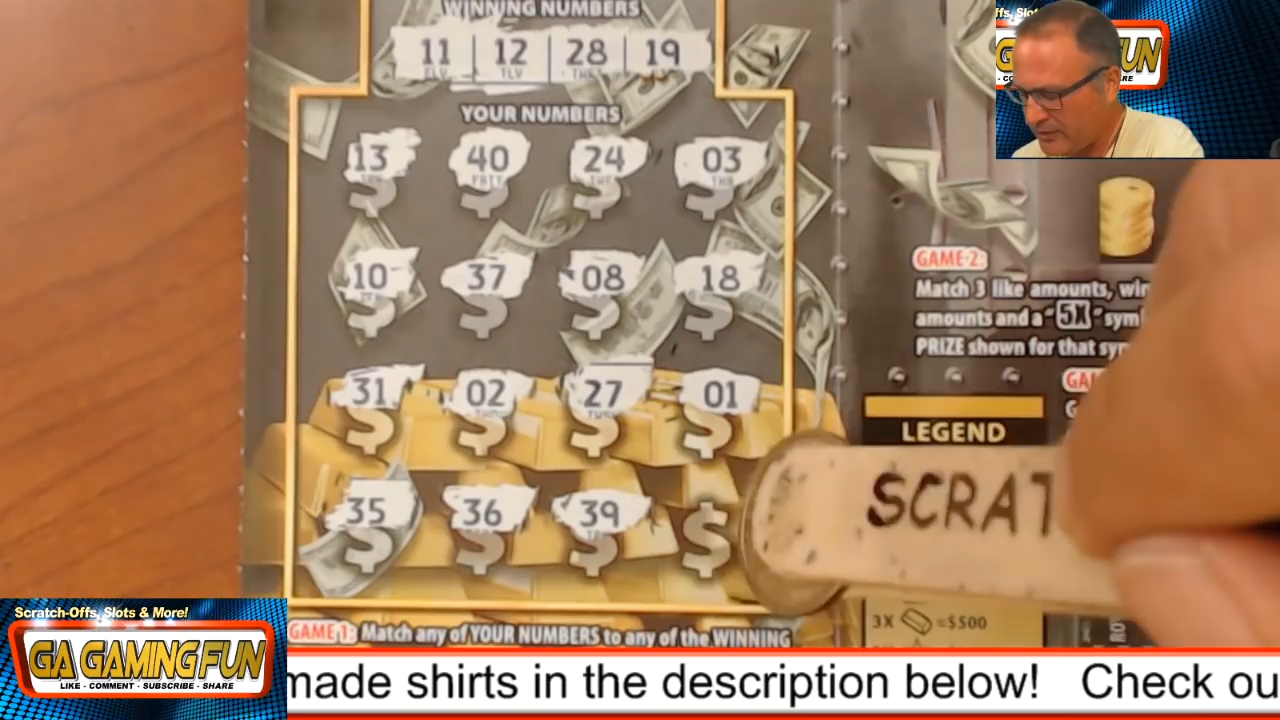 WINNING NUMBERS
11 12 28 19
YOUR NUMBERS
13 40 24 03
$ $ $ $
10 37 08 18
$ $ $ $
31 02 27 01
$ $ $ $
35 36 39
$ $ $ $
GAME 1: Match any of YOUR NUMBERS to any of the WINNING
GAME 2:
Match 3 like amounts, win
amounts and a "5X" sym
PRIZE shown for that sym
LEGEND
SCRAT
3X =$500
Scratch-Offs, Slots & More!
GA GAMING FUN
LIKE - COMMENT - SUBSCRIBE - SHARE
made shirts in the description below! Check ou